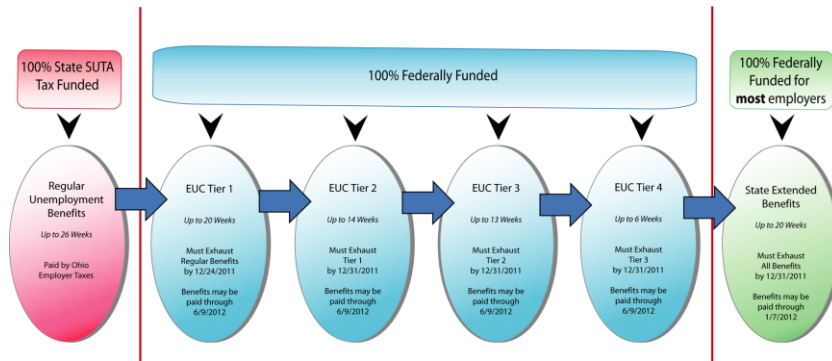 100% State SUTA
Tax Funded
100% Federally Funded
100% Federally
Funded for
most employers
Regular
Unemployment
Benefits
Up to 26 Weeks
Paid by Ohio
Employer Taxes
EUC Tier 1
Up to 20 Weeks
Must Exhaust
Regular Benefits
by 12/24/2011
Benefits may be
paid through
6/9/2012
EUC Tier 2
Up to 14 Weeks
Must Exhaust
Tier 1
by 12/31/2011
Benefits may be
paid through
6/9/2012
EUC Tier 3
Up to 13 Weeks
Must Exhaust
Tier 2
by 12/31/2011
Benefits may be
paid through
6/9/2012
EUC Tier 4
Up to 6 Weeks
Must Exhaust
Tier 3
by 12/31/2011
Benefits may be
paid through
6/9/2012
State Extended
Benefits
Up to 20 Weeks
Must Exhaust
All Benefits
by 12/31/2011
Benefits may be
paid through
1/7/2012